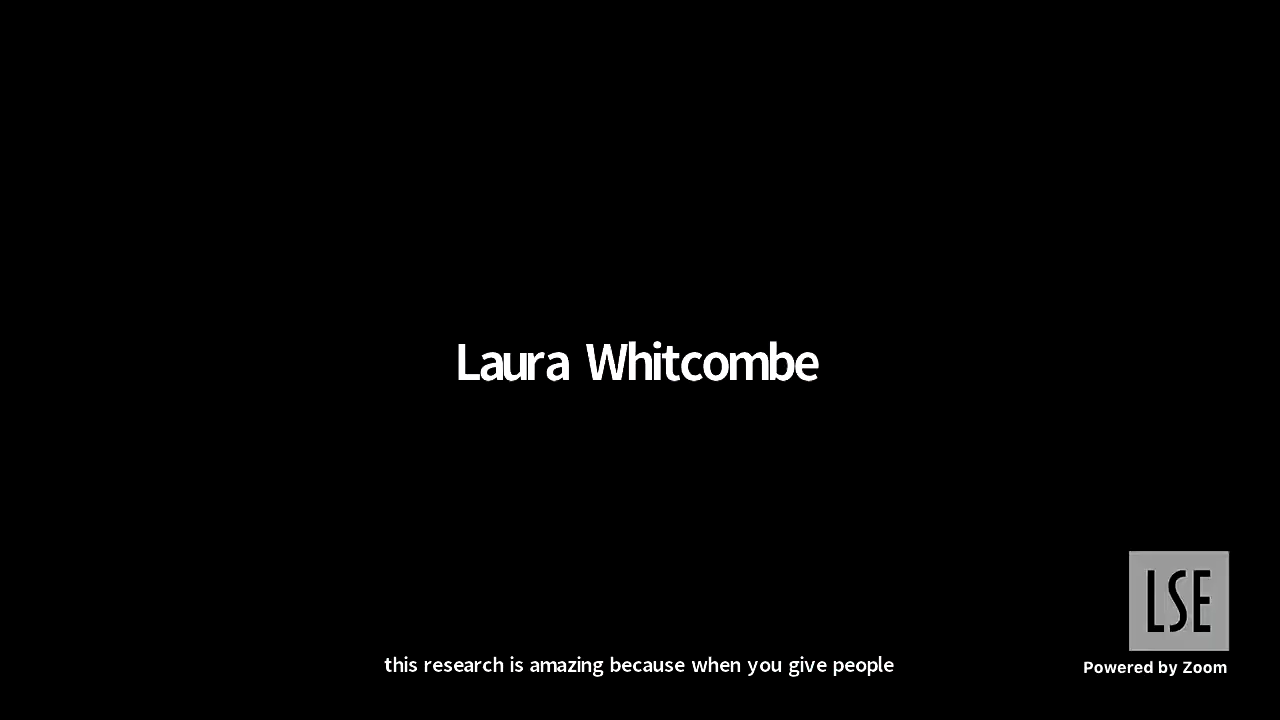 Laura Whitcombe
LSE
this research is amazing because when you give people
Powered by Zoom